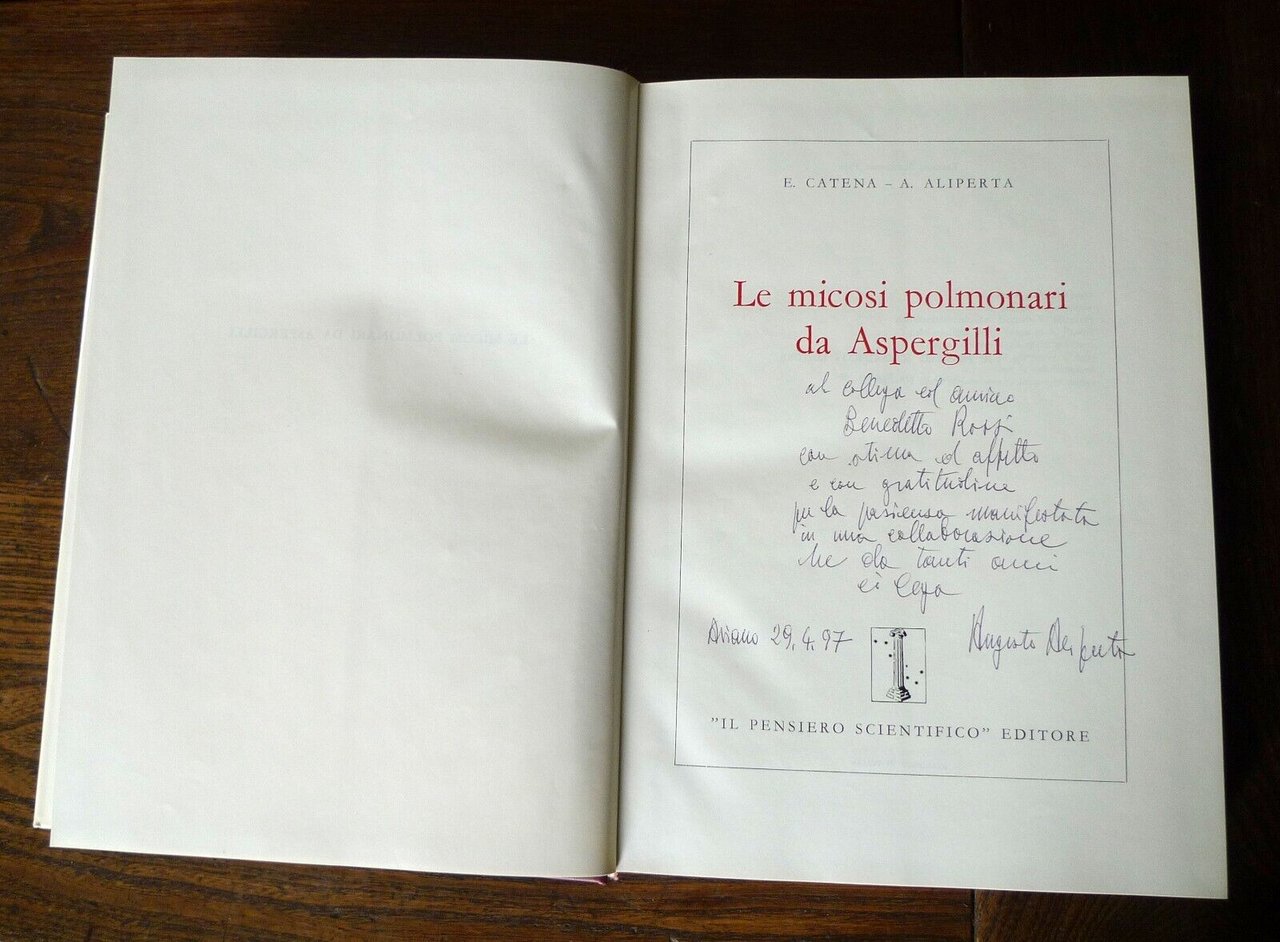 E. CATENA – A. ALIPERTA
Le micosi polmonari
da Aspergilli
al collega ed amico
Benedetto Rossi
con stima ed affetto
e con gratitudine
per la pazienza manifestata
in una collaborazione
che da tanti anni
ci lega
29.4.97
Augusto Aliperta
"IL PENSIERO SCIENTIFICO" EDITORE